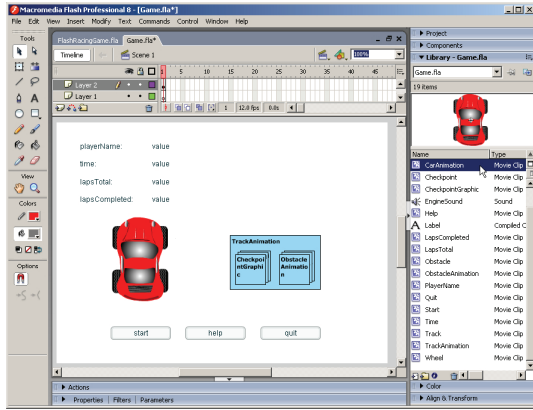 Macromedia Flash Professional 8 - [Game.fla*]
File Edit View Insert Modify Text Commands Control Window Help
Tools
View
Colors
Options
FlashRacingGame.fla Game.fla*
Timeline Scene 1 100%
1 5 10 15 20 25 30 35 40 45
Layer 2
Layer 1
1 12.0 fps 0.0s
playerName: value
time: value
lapsTotal: value
lapsCompleted: value
TrackAnimation
Checkpoi
ntGraphi
c
Obstacle
Animatio
n
start help quit
Actions
Properties Filters Parameters
Project
Components
Library - Game.fla
Game.fla
19 items
Name Type
CarAnimation Movie Clip
Checkpoint Movie Clip
CheckpointGraphic Movie Clip
EngineSound Sound
Help Movie Clip
Label Compiled C
LapsCompleted Movie Clip
LapsTotal Movie Clip
Obstacle Movie Clip
ObstacleAnimation Movie Clip
PlayerName Movie Clip
Quit Movie Clip
Start Movie Clip
Time Movie Clip
Track Movie Clip
TrackAnimation Movie Clip
Wheel Movie Clip
Color
Align & Transform